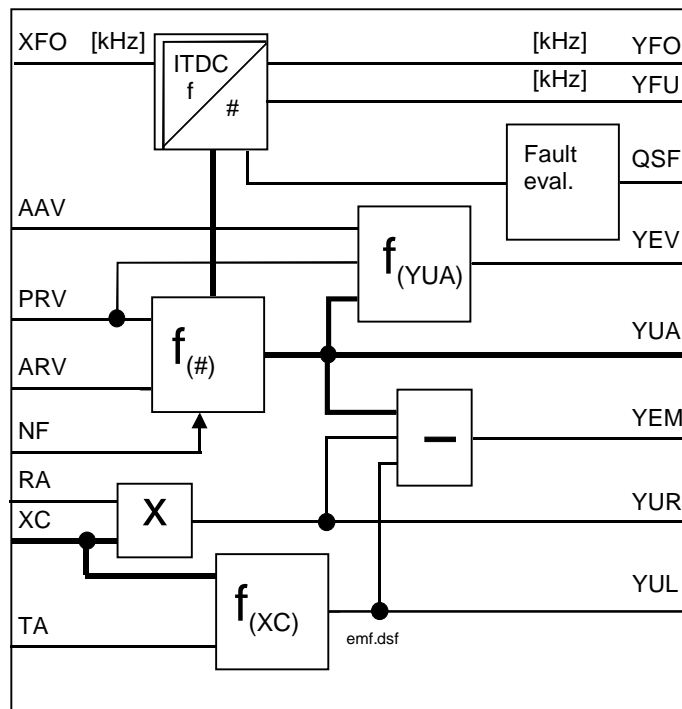 XFO [kHz] [kHz] YFO
ITDC
f
#
[kHz] YFU
Fault
eval.
QSF
AAV
YEV
f(YUA)
PRV
YUA
f(#)
ARV
YEM
NF
–
RA
X
YUR
XC
YUL
f(XC)
TA
emf.dsf